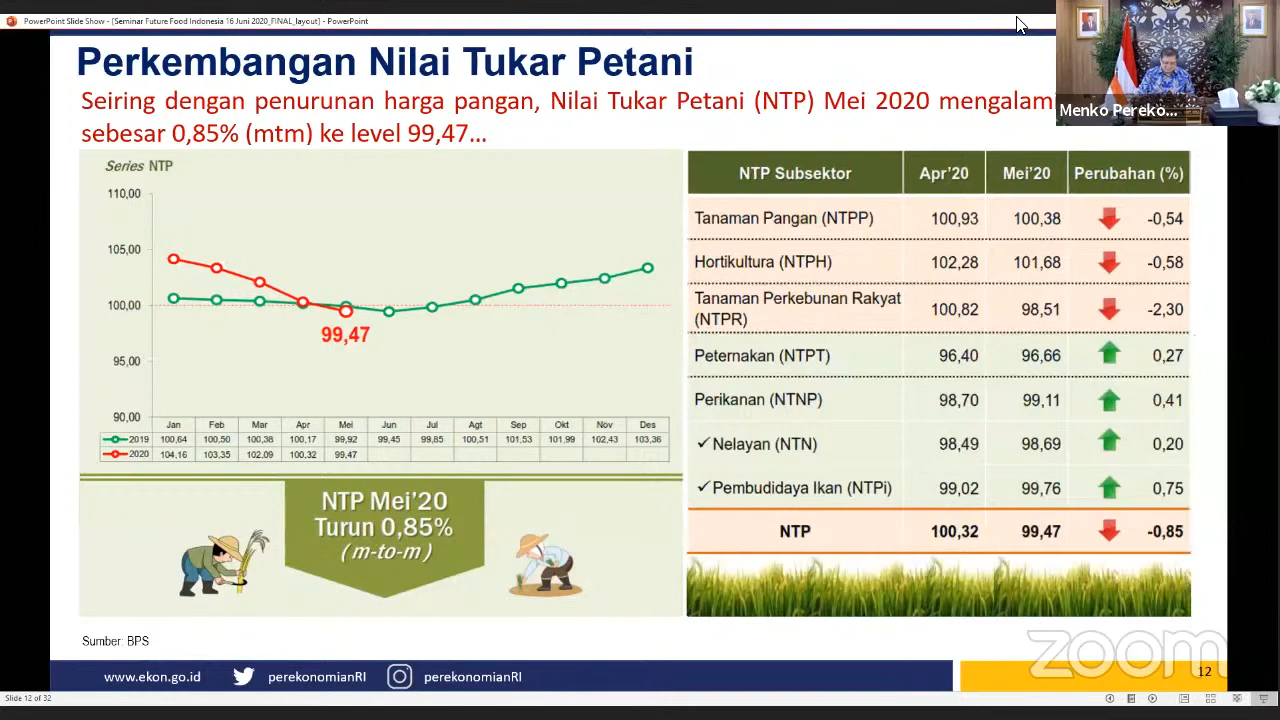 PowerPoint Slide Show - [Seminar Future Food Indonesia 16 Juni 2020_FINAL_layout] - PowerPoint
Perkembangan Nilai Tukar Petani
Seiring dengan penurunan harga pangan, Nilai Tukar Petani (NTP) Mei 2020 mengalam
sebesar 0,85% (mtm) ke level 99,47...
Menko Pereko...
Series NTP
110,00
105,00
100,00
95,00
90,00
99,47
Jan Feb Mar Apr Mei Jun Jul Agt Sep Okt Nov Des
2019 100,64 100,50 100,38 100,17 99,92 99,45 99,85 100,51 101,53 101,99 102,43 103,36
2020 104,16 103,35 102,09 100,32 99,47
NTP Mei'20
Turun 0,85%
(m-to-m)
NTP Subsektor Apr'20 Mei'20 Perubahan (%)
Tanaman Pangan (NTPP) 100,93 100,38 -0,54
Hortikultura (NTPH) 102,28 101,68 -0,58
Tanaman Perkebunan Rakyat
(NTPR) 100,82 98,51 -2,30
Peternakan (NTPT) 96,40 96,66 0,27
Perikanan (NTNP) 98,70 99,11 0,41
✓Nelayan (NTN) 98,49 98,69 0,20
✓Pembudidaya Ikan (NTPi) 99,02 99,76 0,75
NTP 100,32 99,47 -0,85
Sumber: BPS
zoom
www.ekon.go.id perekonomianRI perekonomianRI
12
Slide 12 of 32